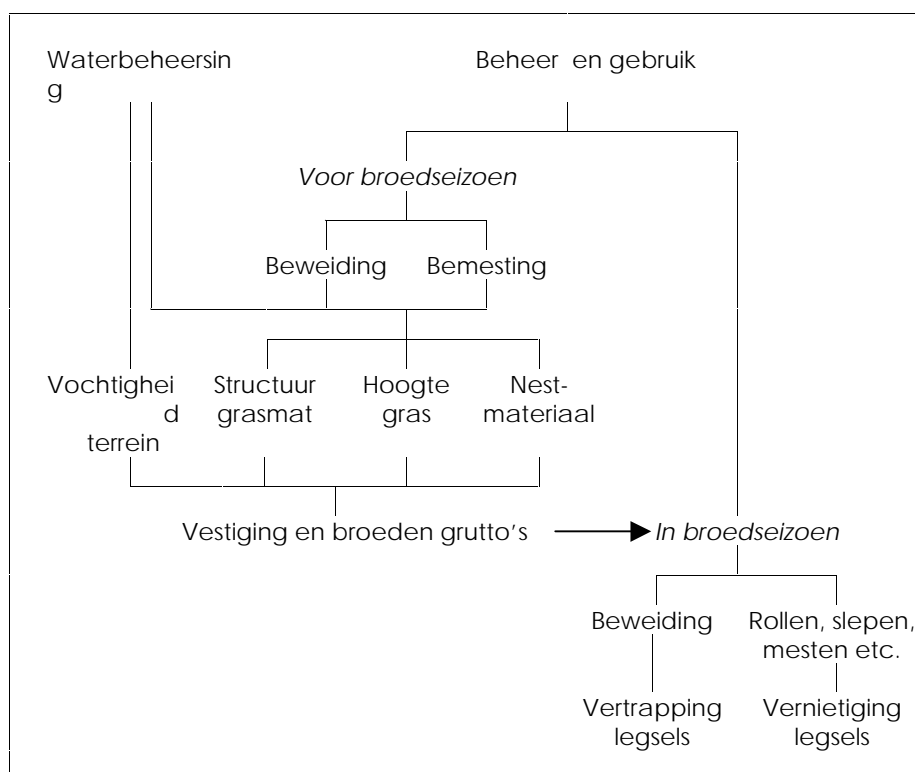 Waterbeheersin
g
Beheer en gebruik
Voor broedseizoen
Beweiding
Bemesting
Vochtighei
d
terrein
Structuur
grasmat
Hoogte
gras
Nest-
materiaal
Vestiging en broeden grutto's
In broedseizoen
Beweiding
Rollen, slepen,
mesten etc.
Vertrapping
legsels
Vernietiging
legsels